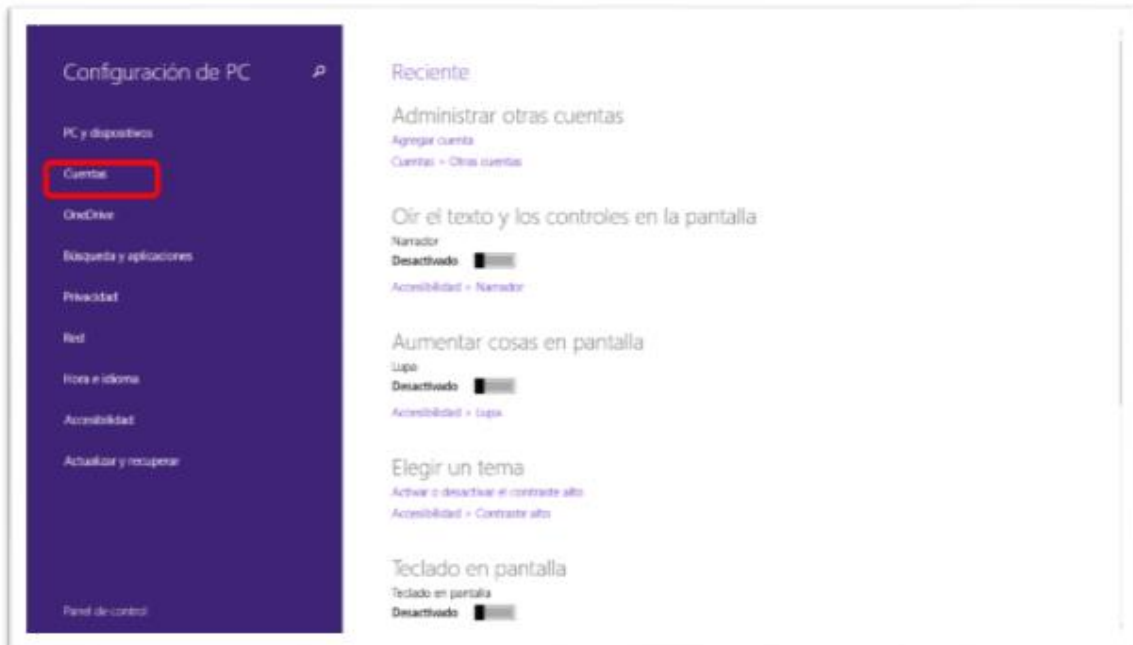 Configuración de PC
PC y dispositivos
Cuentas
OneDrive
Búsqueda y aplicaciones
Privacidad
Red
Hora e idioma
Accesibilidad
Actualizar y recuperar
Panel de control
Reciente
Administrar otras cuentas
Agregar cuenta
Cuentas > Otras cuentas
Oír el texto y los controles en la pantalla
Narrador
Desactivado
Accesibilidad > Narrador
Aumentar cosas en pantalla
Lupa
Desactivado
Accesibilidad > Lupa
Elegir un tema
Activar o desactivar el contraste alto
Accesibilidad > Contraste alto
Teclado en pantalla
Teclado en pantalla
Desactivado